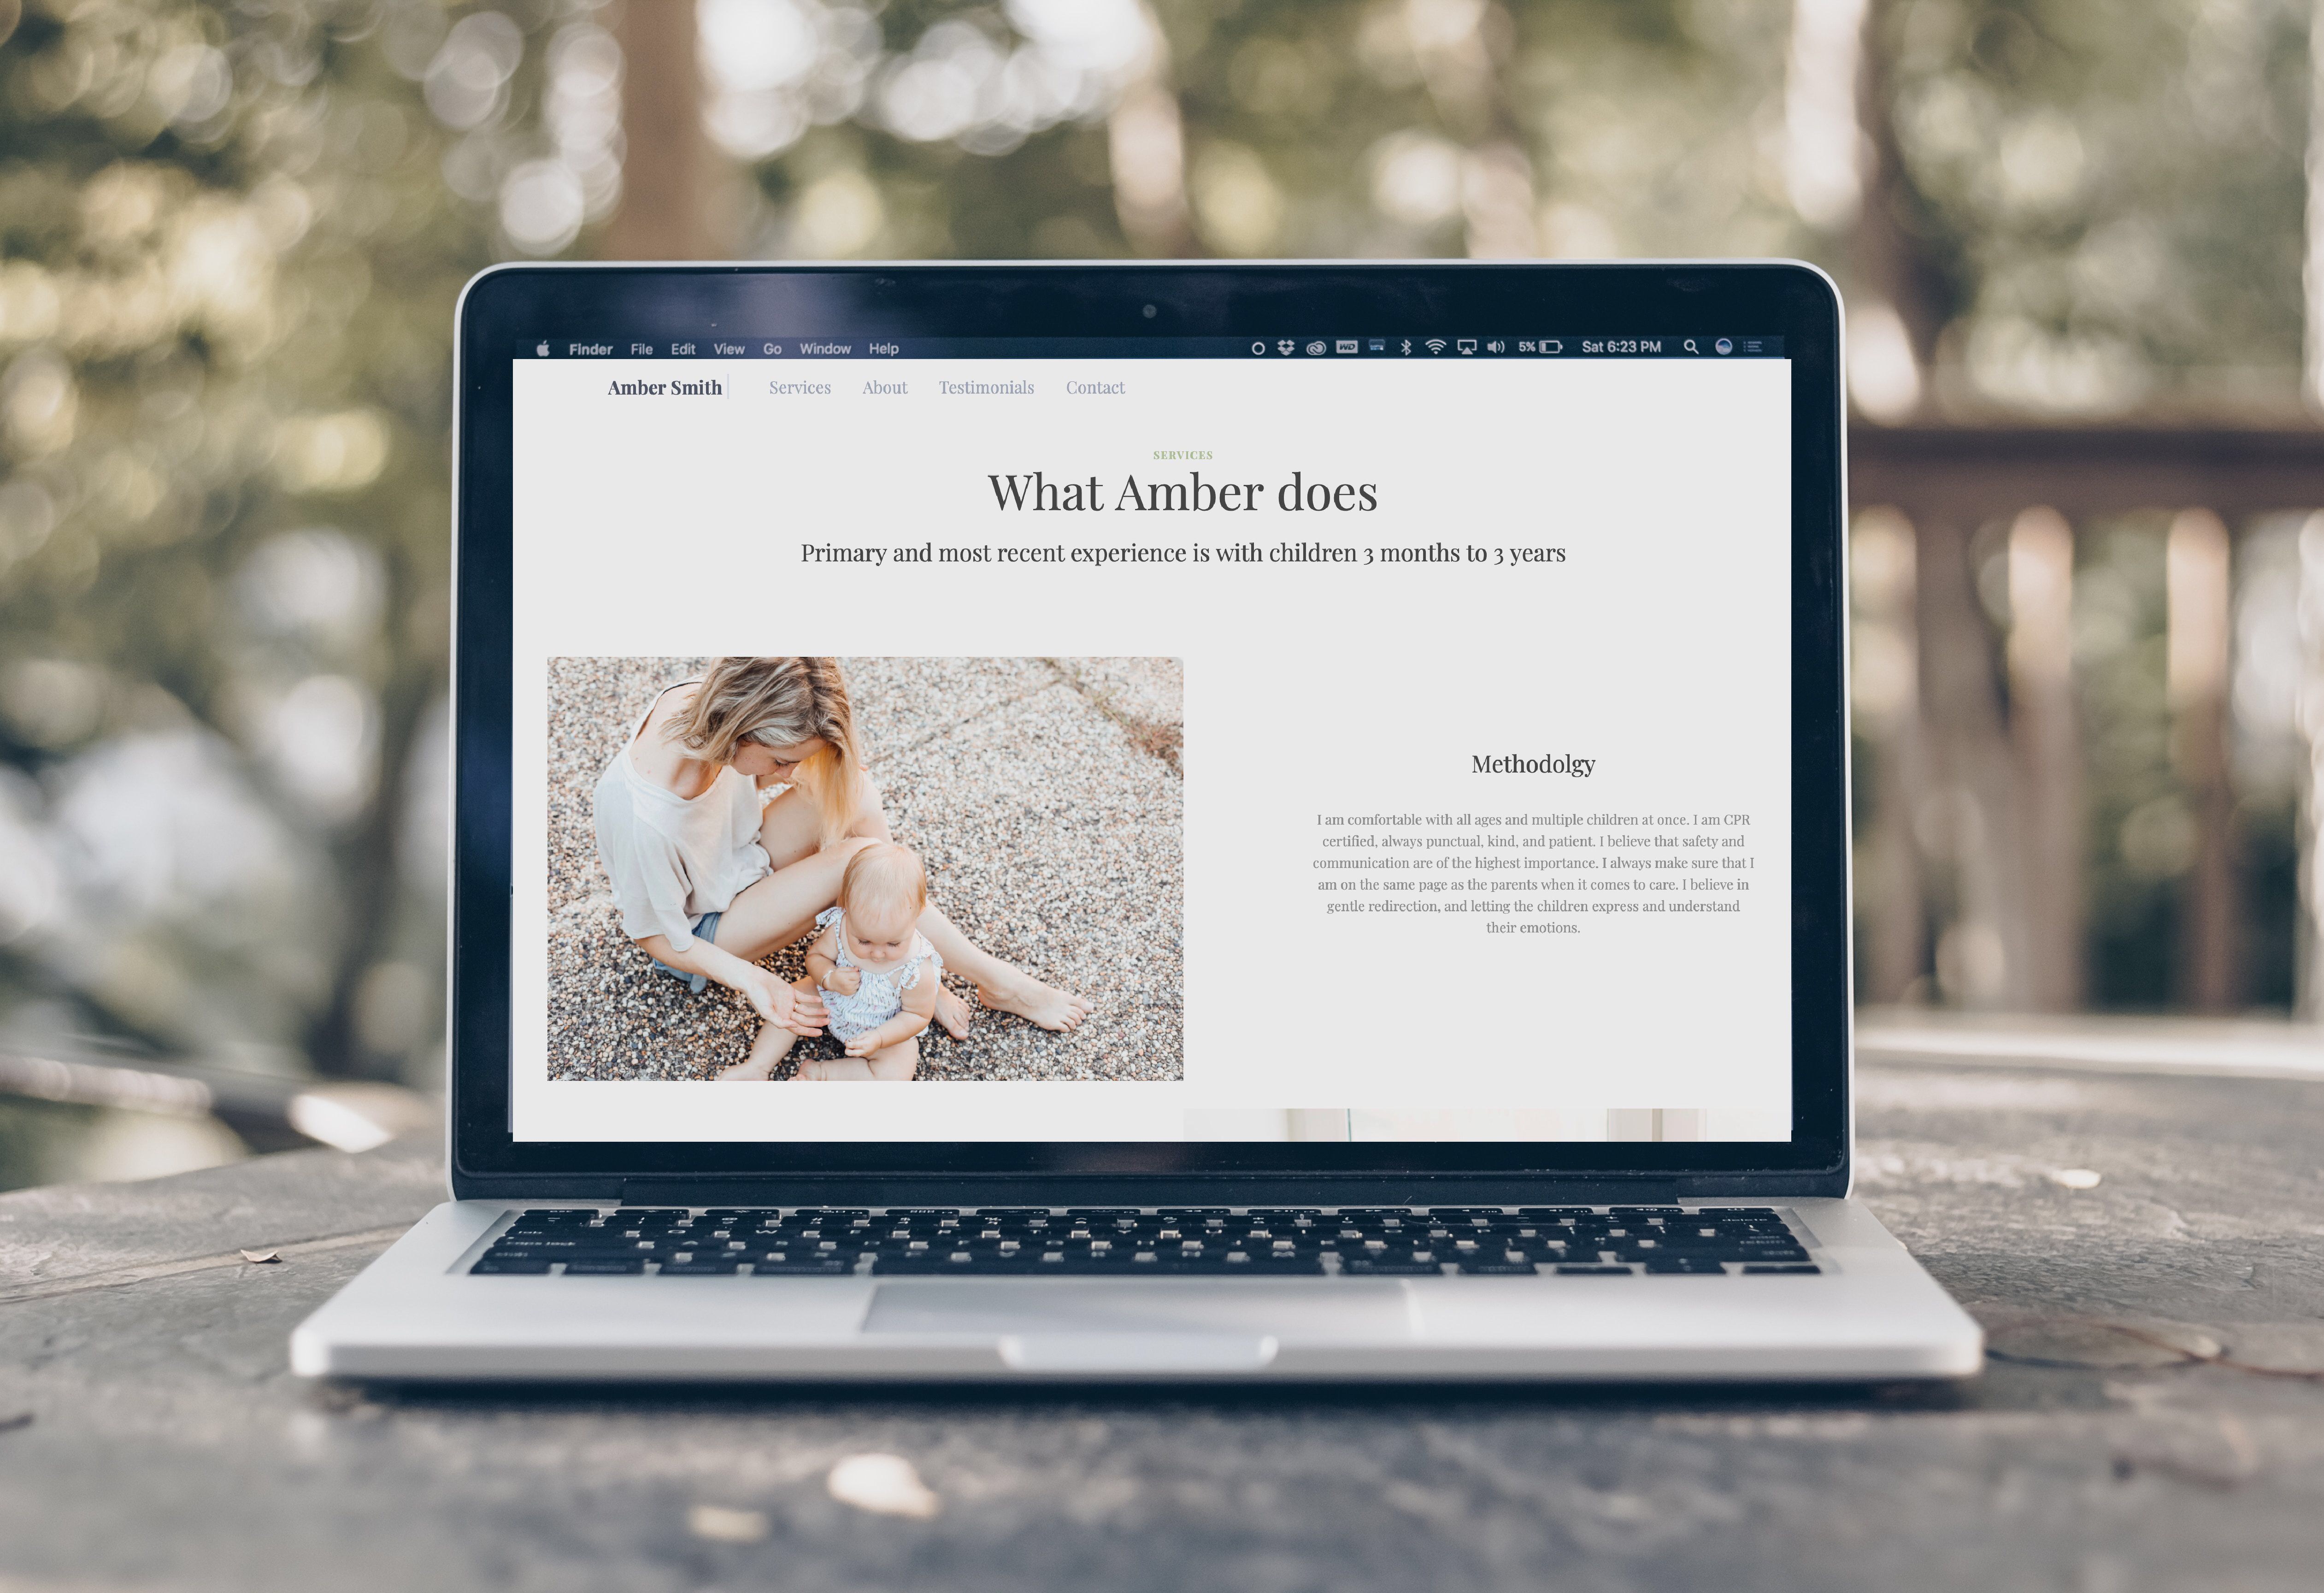 Finder File Edit View Go Window Help WD 5% Sat 6:23 PM
Amber Smith Services About Testimonials Contact
SERVICES
What Amber does
Primary and most recent experience is with children 3 months to 3 years
Methodolgy
I am comfortable with all ages and multiple children at once. I am CPR
certified, always punctual, kind, and patient. I believe that safety and
communication are of the highest importance. I always make sure that I
am on the same page as the parents when it comes to care. I believe in
gentle redirection, and letting the children express and understand
their emotions.
delete